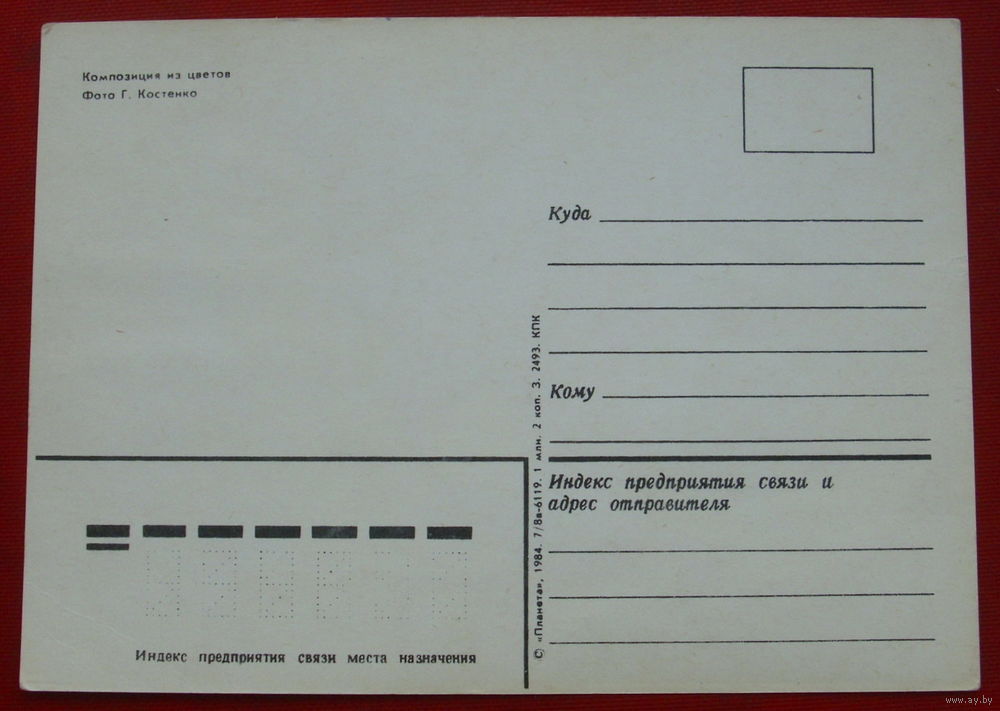 Композиция из цветов
Фото Г. Костенко
Куда
Кому
Индекс предприятия связи и
адрес отправителя
© «Планета», 1984. 7/8в-6119. 1 млн. 2 коп. З. 2493. КПК
Индекс предприятия связи места назначения
www.ay.by